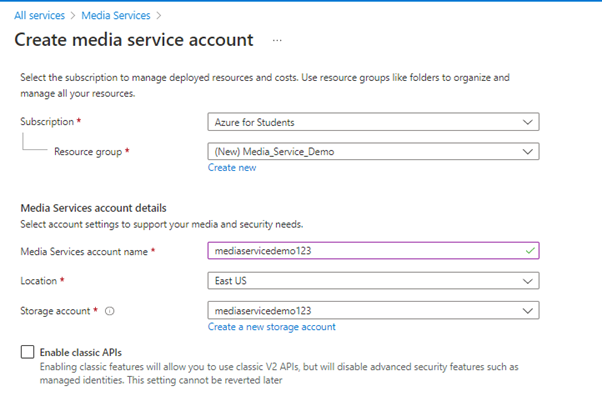 All services > Media Services >
Create media service account ...
Select the subscription to manage deployed resources and costs. Use resource groups like folders to organize and
manage all your resources.
Subscription * Azure for Students
Resource group * (New) Media_Service_Demo
Create new
Media Services account details
Select account settings to support your media and security needs.
Media Services account name * mediaservicedemo123
Location * East US
Storage account * mediaservicedemo123
Create a new storage account
Enable classic APIs
Enabling classic features will allow you to use classic V2 APIs, but will disable advanced security features such as
managed identities. This setting cannot be reverted later